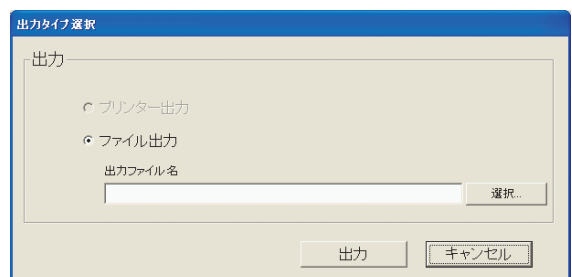 出力タイプ選択
出力
プリンター出力
ファイル出力
出力ファイル名
選択...
出力
キャンセル